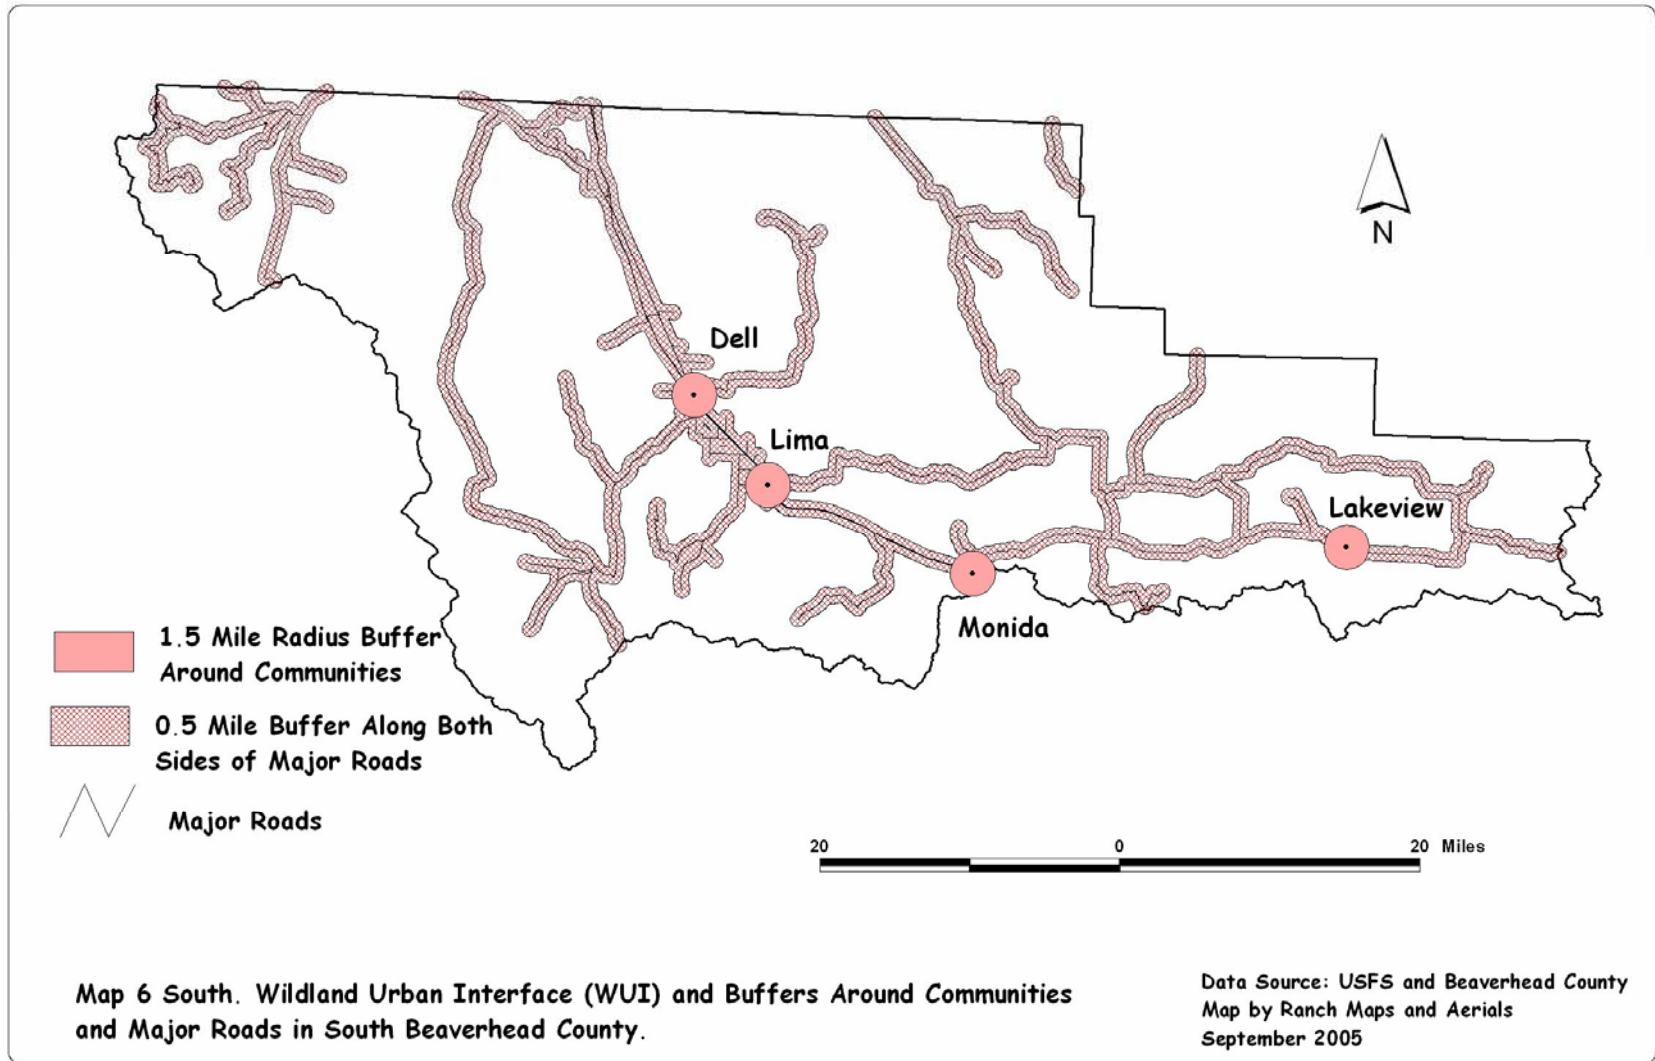 N
Dell
Lima
Lakeview
Monida
1.5 Mile Radius Buffer
Around Communities
0.5 Mile Buffer Along Both
Sides of Major Roads
Major Roads
20 0 20 Miles
Map 6 South. Wildland Urban Interface (WUI) and Buffers Around Communities
and Major Roads in South Beaverhead County.
Data Source: USFS and Beaverhead County
Map by Ranch Maps and Aerials
September 2005